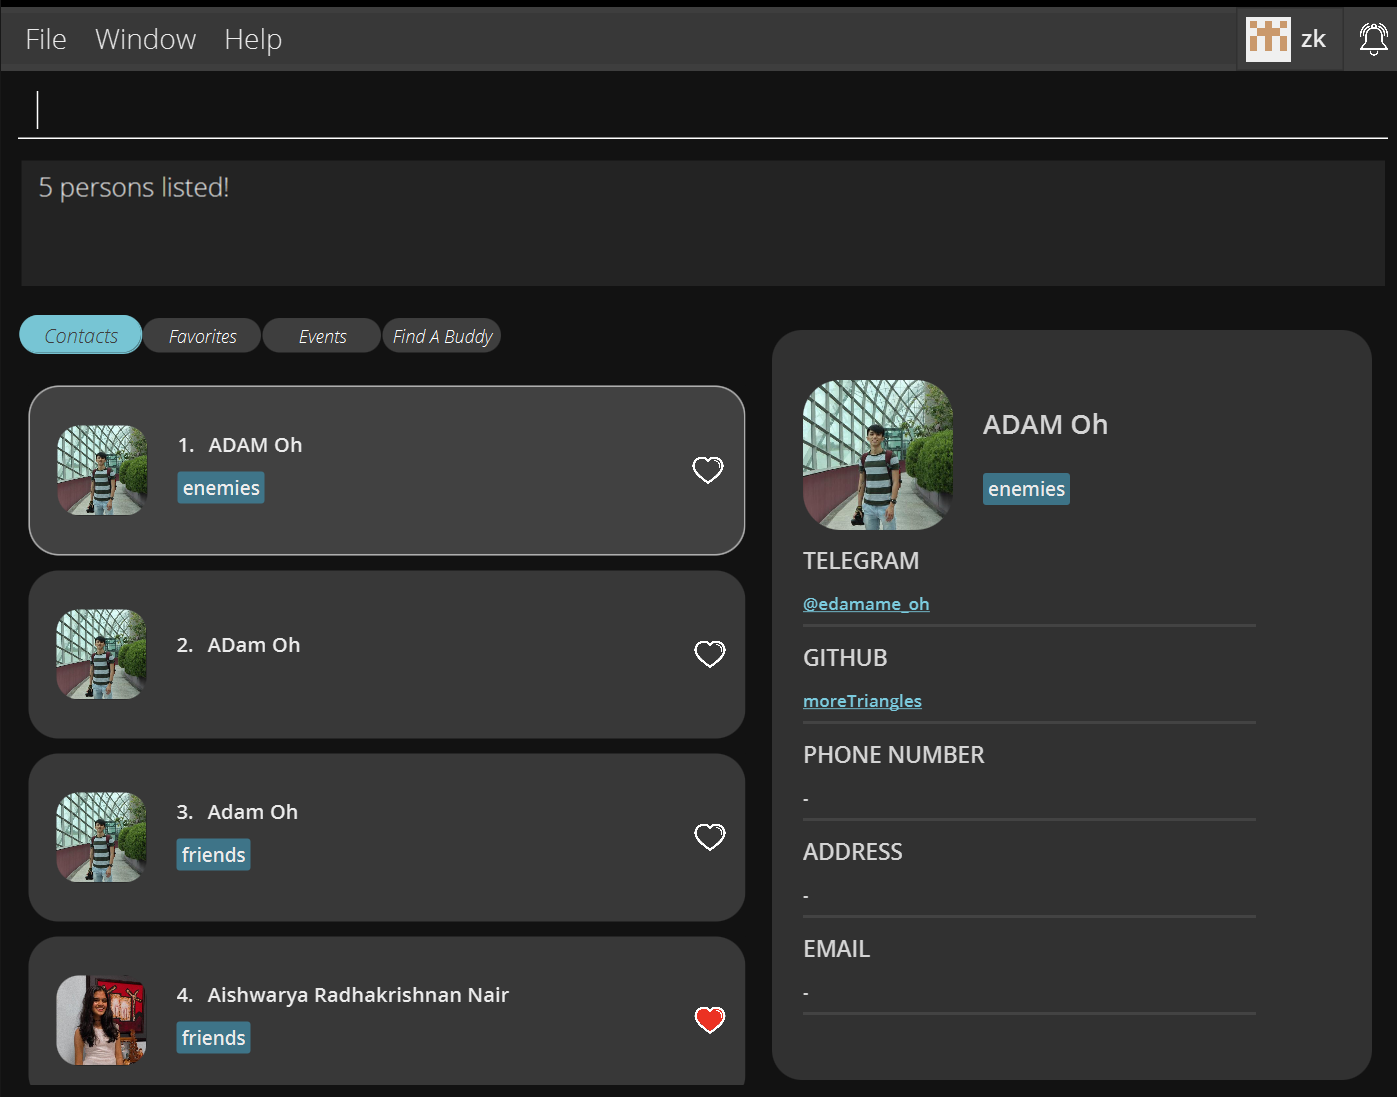 File Window Help
zk
5 persons listed!
Contacts Favorites Events Find A Buddy
1. ADAM Oh
enemies
2. ADam Oh
3. Adam Oh
friends
4. Aishwarya Radhakrishnan Nair
friends
ADAM Oh
enemies
TELEGRAM
@edamame_oh
GITHUB
moreTriangles
PHONE NUMBER
-
ADDRESS
-
EMAIL
-